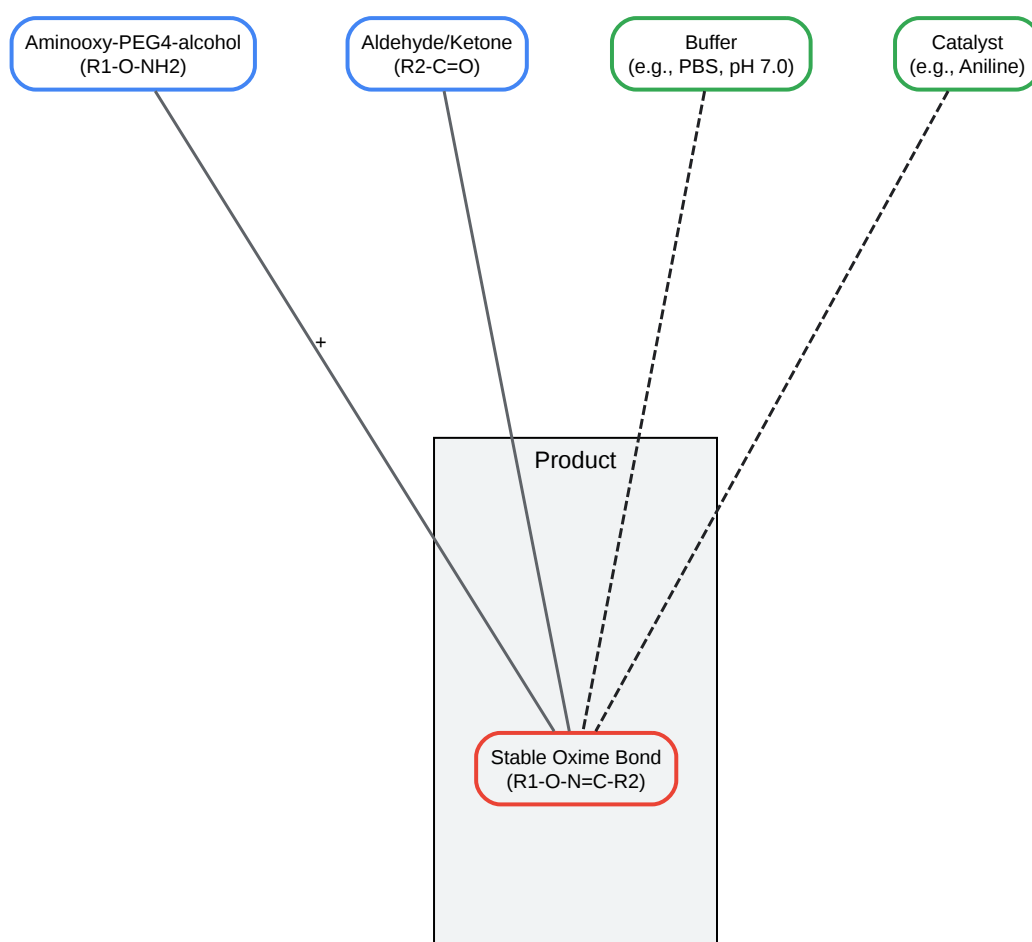 Aminooxy-PEG4-alcohol
(R1-O-NH2)
Aldehyde/Ketone
(R2-C=O)
Buffer
(e.g., PBS, pH 7.0)
Catalyst
(e.g., Aniline)
+
Product
Stable Oxime Bond
(R1-O-N=C-R2)